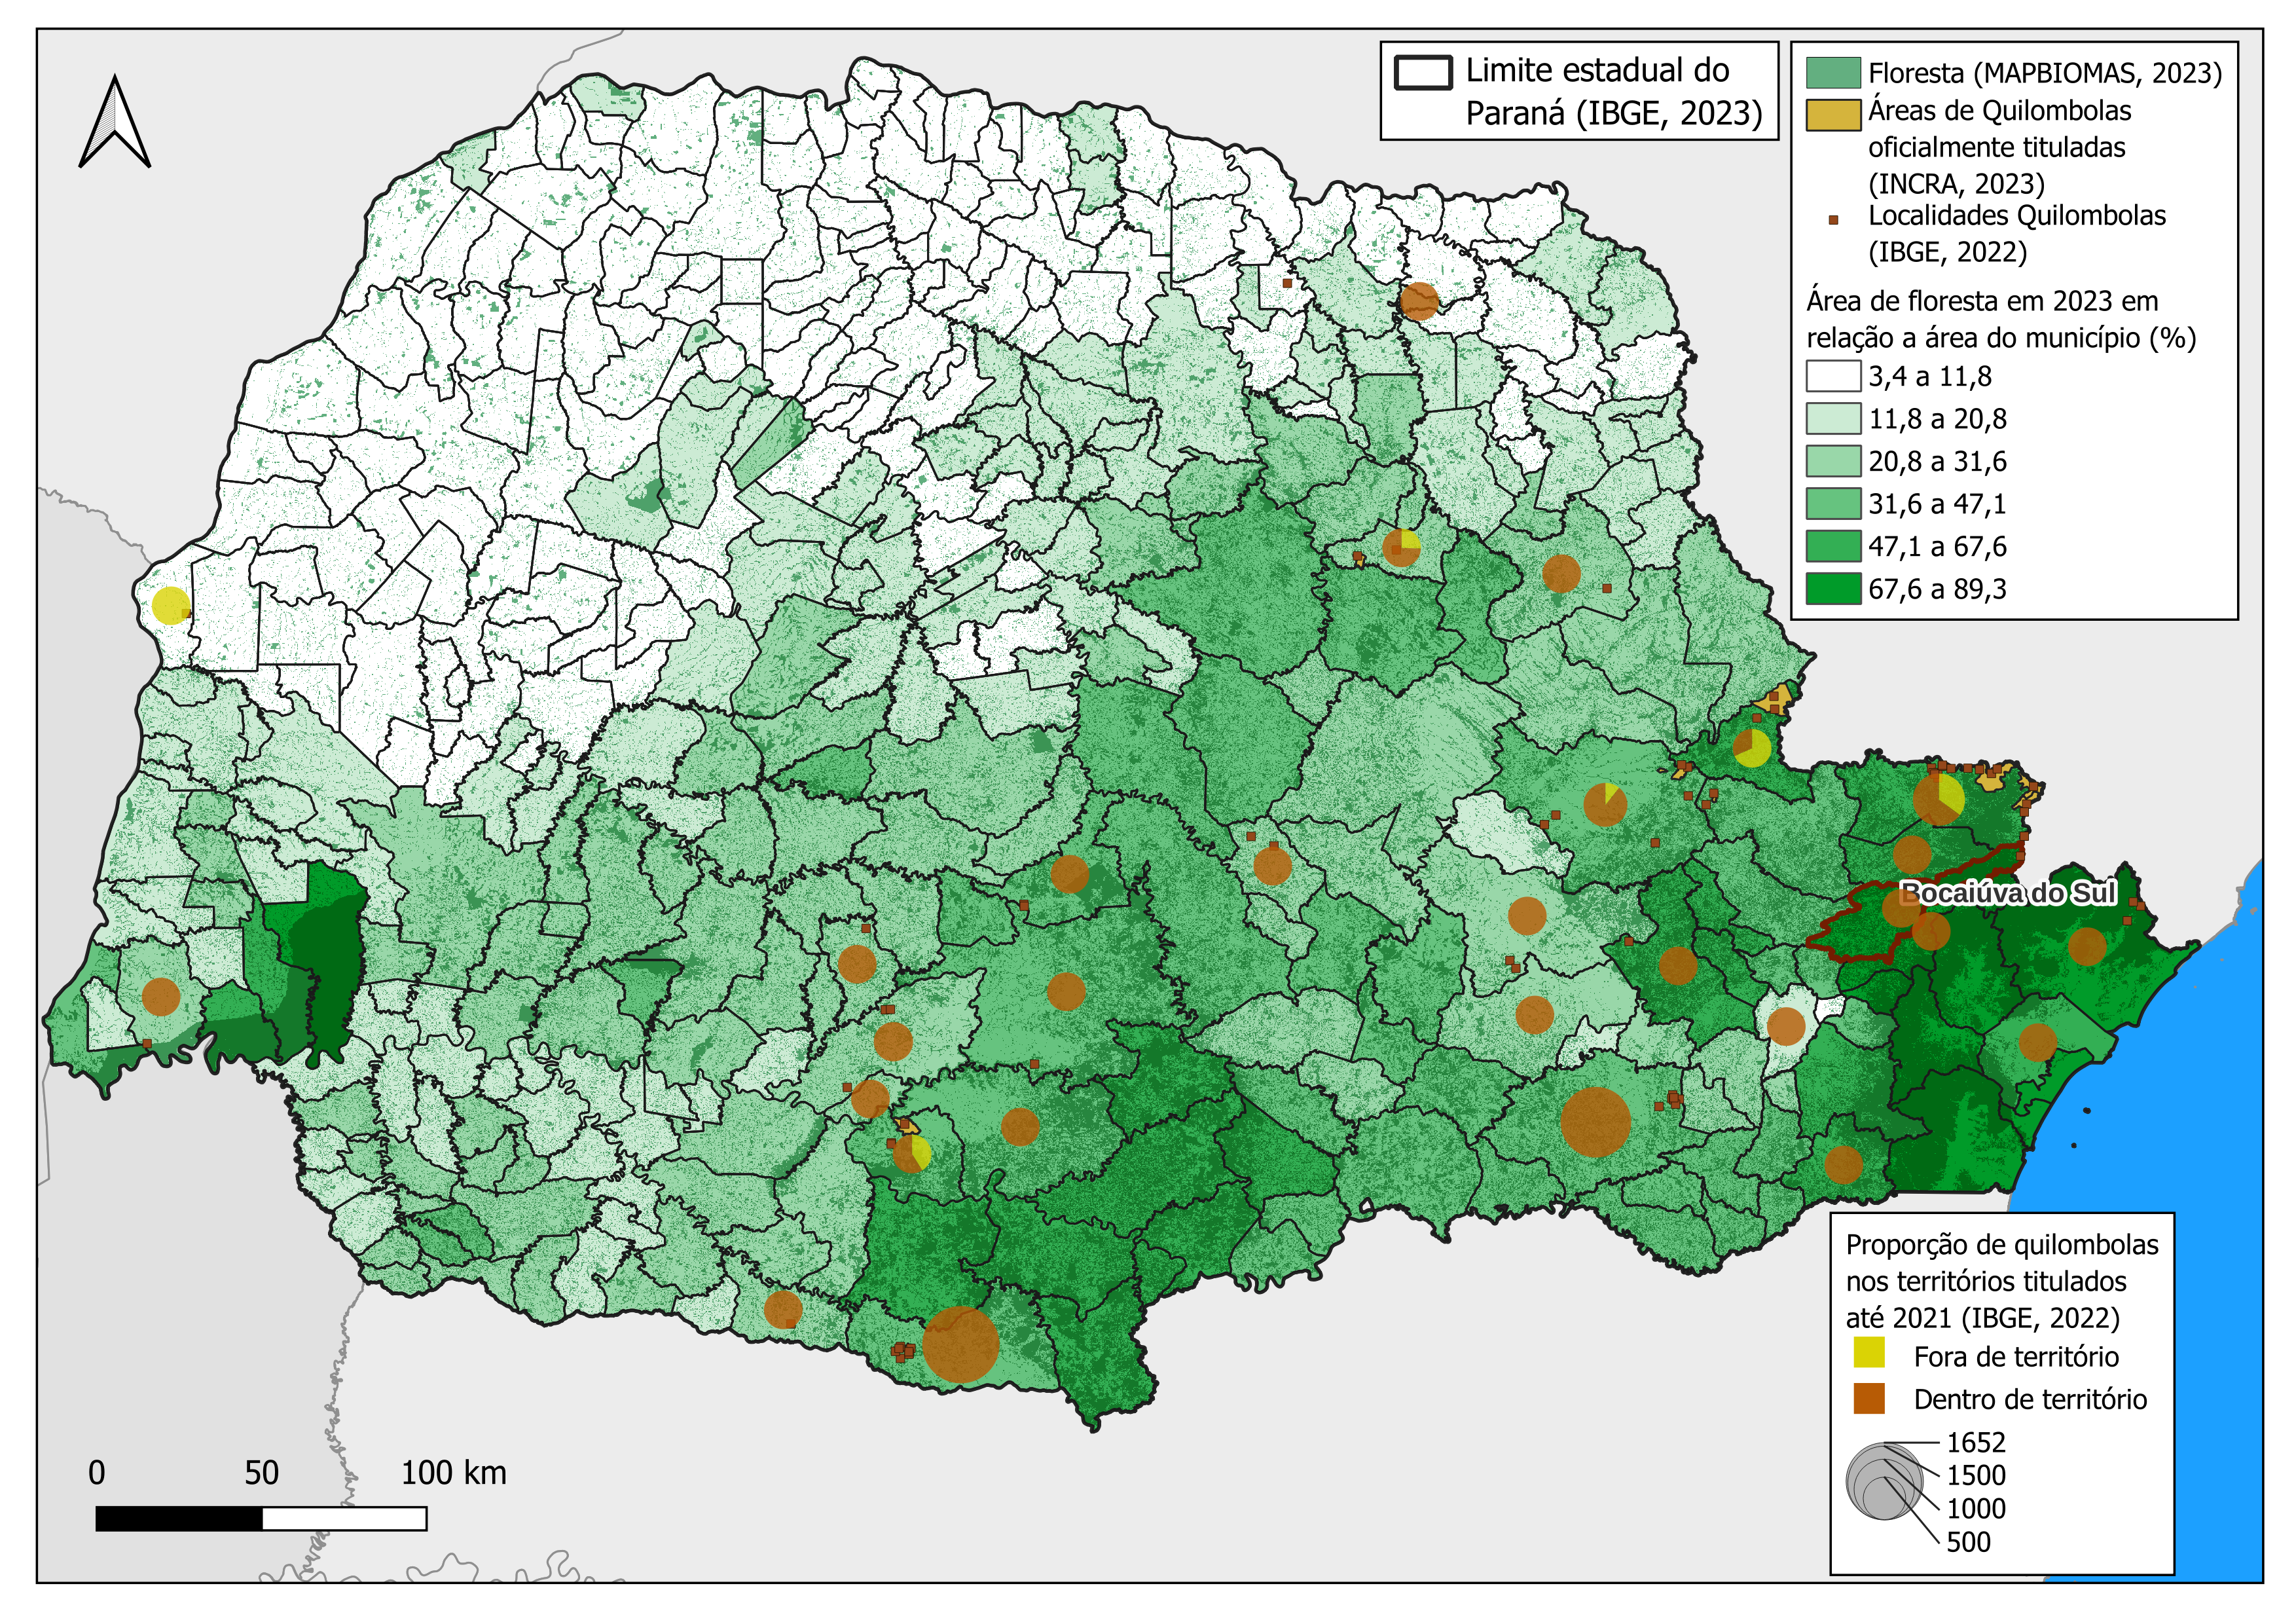 Limite estadual do
Paraná (IBGE, 2023)
Floresta (MAPBIOMAS, 2023)
Áreas de Quilombolas
oficialmente tituladas
(INCRA, 2023)
Localidades Quilombolas
(IBGE, 2022)
Área de floresta em 2023 em
relação a área do município (%)
3,4 a 11,8
11,8 a 20,8
20,8 a 31,6
31,6 a 47,1
47,1 a 67,6
67,6 a 89,3
Bocaiúva do Sul
Proporção de quilombolas
nos territórios titulados
até 2021 (IBGE, 2022)
Fora de território
Dentro de território
1652
1500
1000
500
0 50 100 km